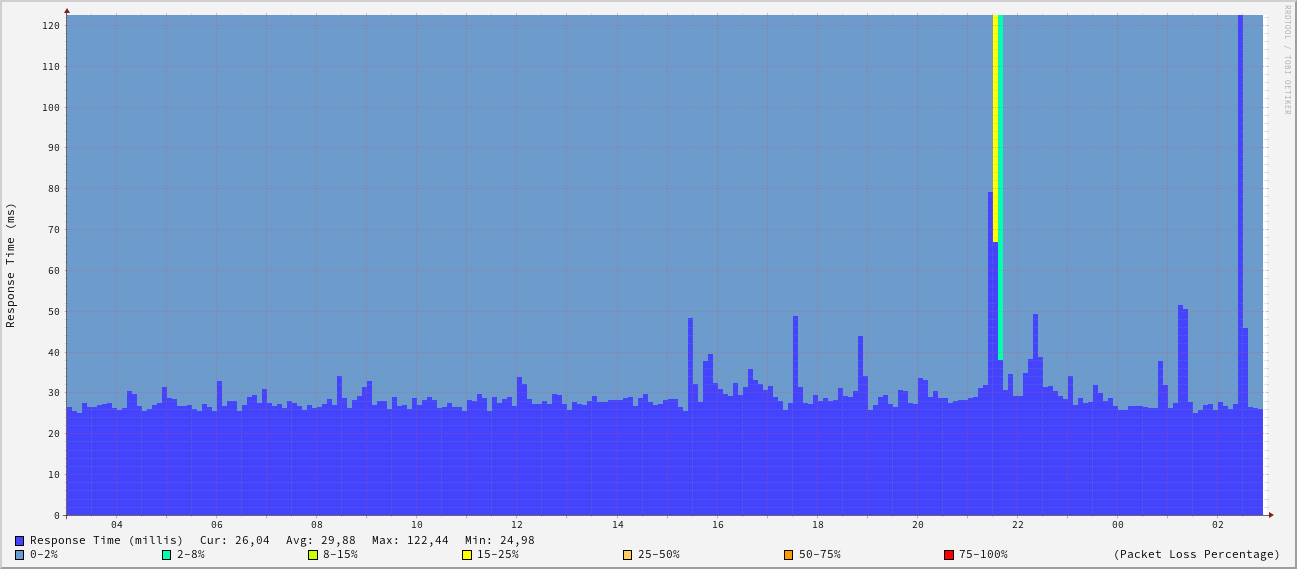 RRDTOOL / TOBI OETIKER
Response Time (ms)
120
110
100
90
80
70
60
50
40
30
20
10
0
04 06 08 10 12 14 16 18 20 22 00 02
Response Time (millis) Cur: 26,04 Avg: 29,88 Max: 122,44 Min: 24,98
0-2% 2-8% 8-15% 15-25% 25-50% 50-75% 75-100% (Packet Loss Percentage)